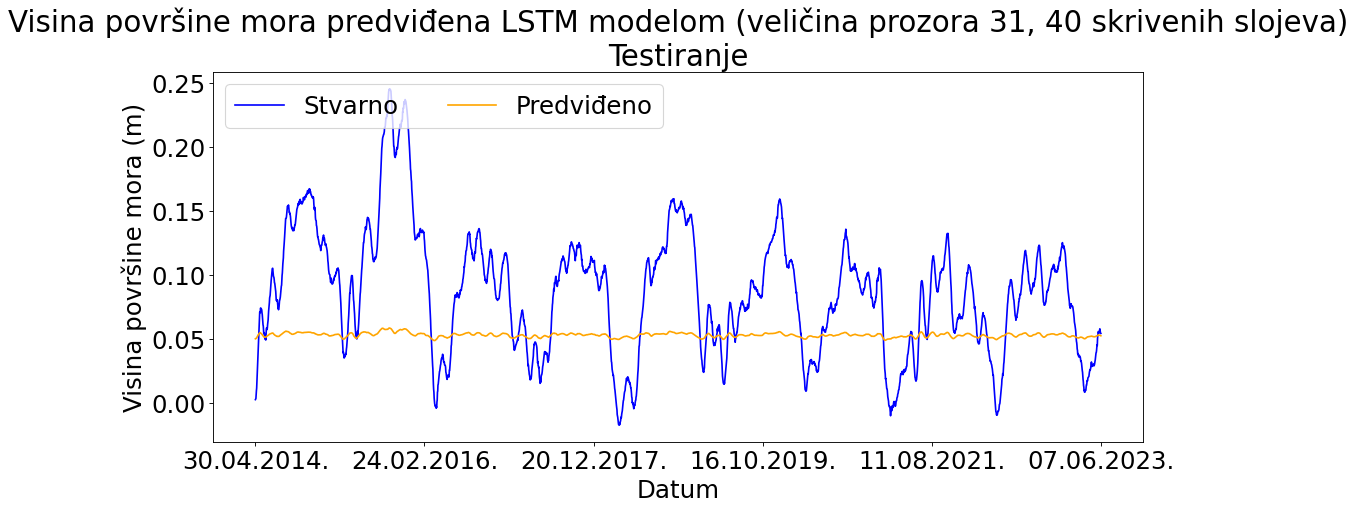 Visina površine mora predviđena LSTM modelom (veličina prozora 31, 40 skrivenih slojeva)
Testiranje
Stvarno Predviđeno
Visina površine mora (m)
0.25
0.20
0.15
0.10
0.05
0.00
30.04.2014. 24.02.2016. 20.12.2017. 16.10.2019. 11.08.2021. 07.06.2023.
Datum